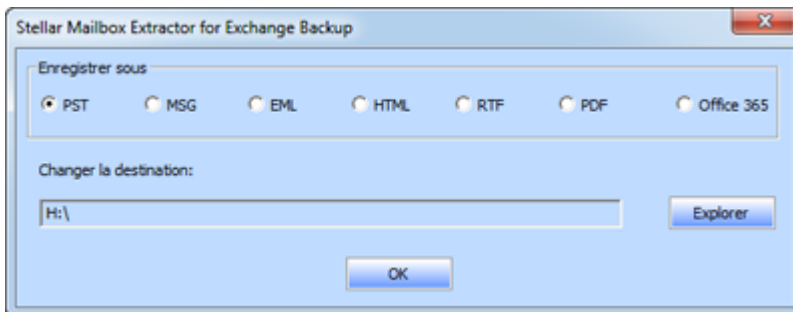 Stellar Mailbox Extractor for Exchange Backup
Enregistrer sous
PST MSG EML HTML RTF PDF Office 365
Changer la destination:
H:\ Explorer
OK